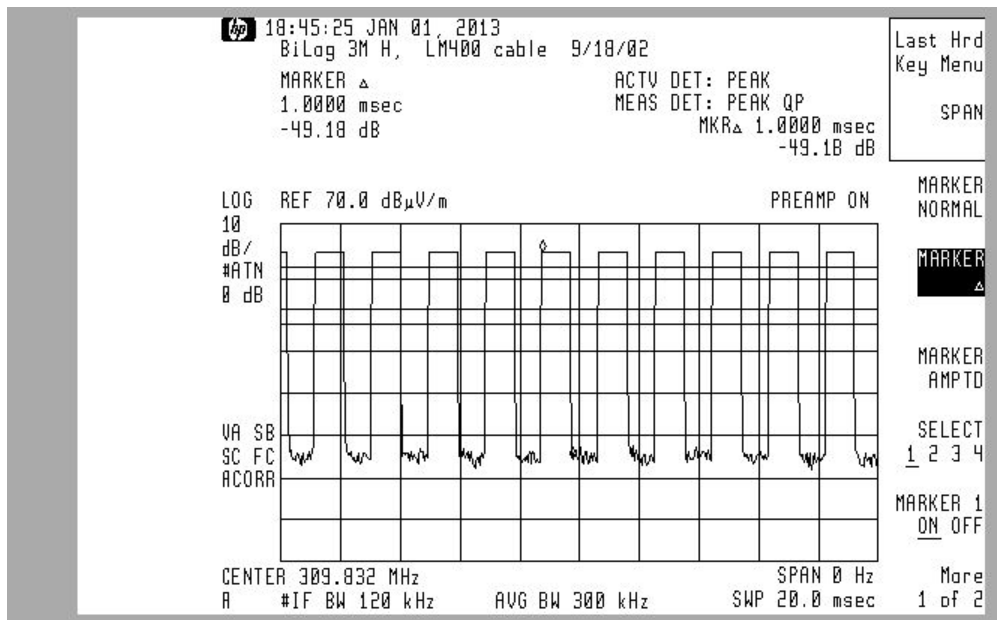 hp 18:45:25 JAN 01, 2013
BiLog 3M H, LM400 cable 9/18/02
MARKER Δ
1.0000 msec
-49.18 dB
ACTV DET: PEAK
MEAS DET: PEAK QP
MKRΔ 1.0000 msec
-49.18 dB
LOG REF 70.0 dBµV/m PREAMP ON
10
dB/
#ATN
0 dB
VA SB
SC FC
ACORR
CENTER 309.832 MHz SPAN 0 Hz
A #IF BW 120 kHz AVG BW 300 kHz SWP 20.0 msec
Last Hrd
Key Menu
SPAN
MARKER
NORMAL
MARKER
Δ
MARKER
AMPTD
SELECT
1 2 3 4
MARKER 1
ON OFF
More
1 of 2